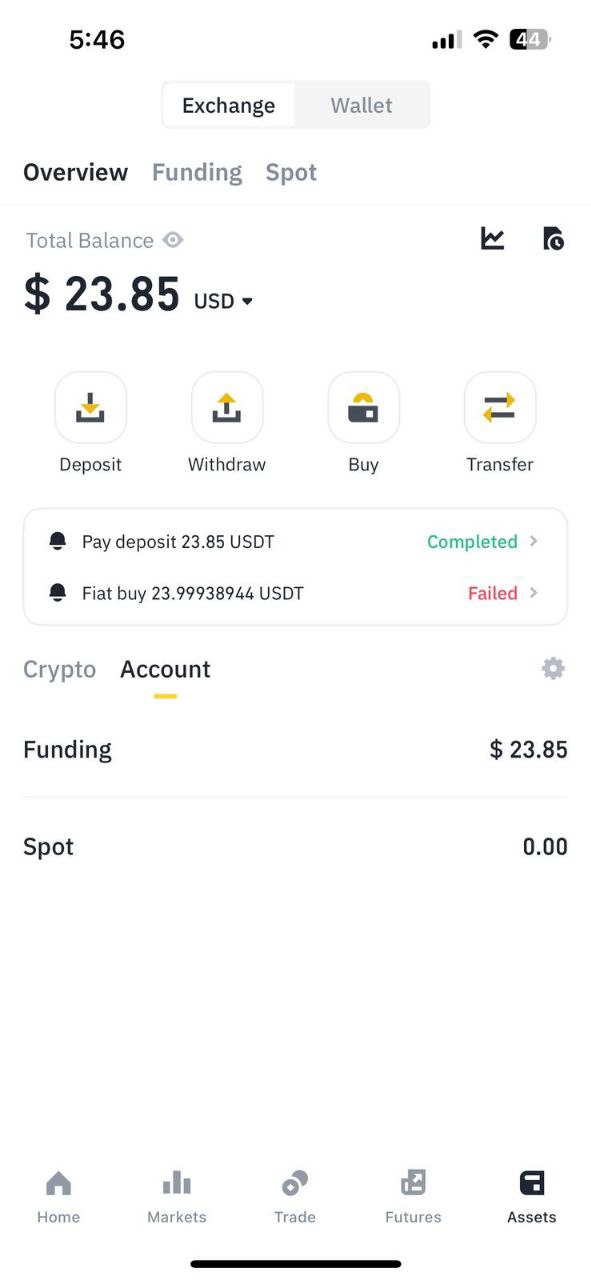 5:46
44
Exchange Wallet
Overview Funding Spot
Total Balance
$ 23.85 USD
Deposit Withdraw Buy Transfer
Pay deposit 23.85 USDT Completed
Fiat buy 23.99938944 USDT Failed
Crypto Account
Funding $ 23.85
Spot 0.00
Home Markets Trade Futures Assets